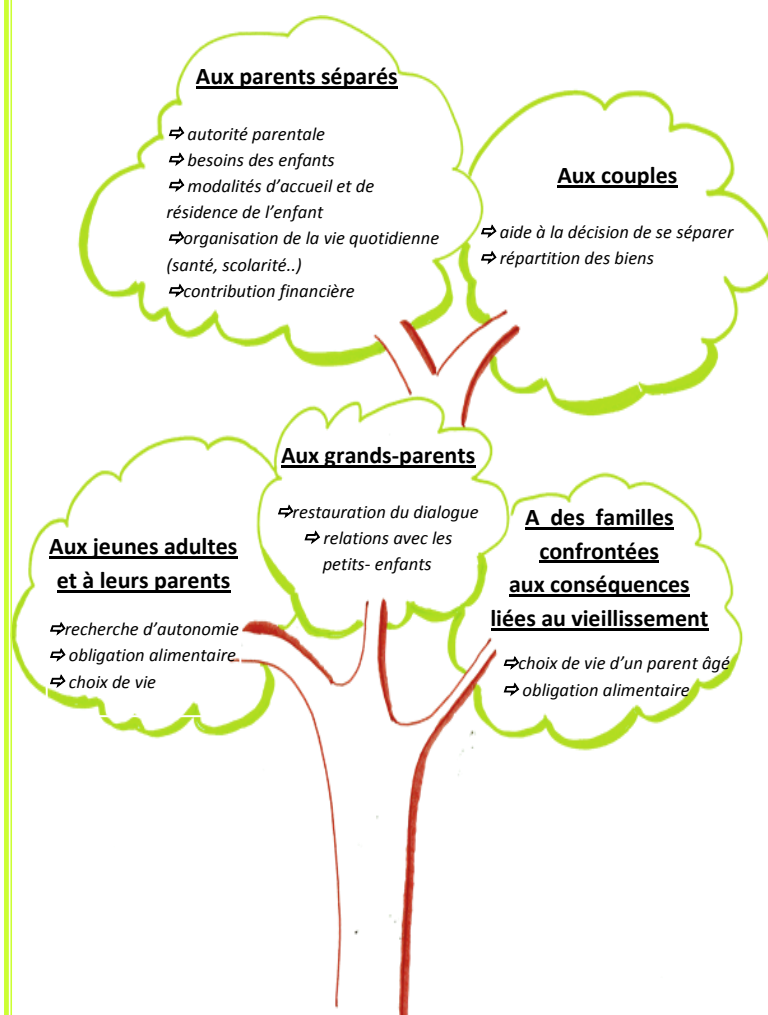 Aux parents séparés
⇨ autorité parentale
⇨ besoins des enfants
⇨ modalités d'accueil et de
résidence de l'enfant
⇨organisation de la vie quotidienne
(santé, scolarité..)
⇨contribution financière
Aux couples
⇨ aide à la décision de se séparer
⇨ répartition des biens
Aux grands-parents
⇨restauration du dialogue
⇨ relations avec les
petits- enfants
Aux jeunes adultes
et à leurs parents
⇨recherche d'autonomie
⇨ obligation alimentaire
⇨ choix de vie
A des familles
confrontées
aux conséquences
liées au vieillissement
⇨choix de vie d'un parent âgé
⇨ obligation alimentaire